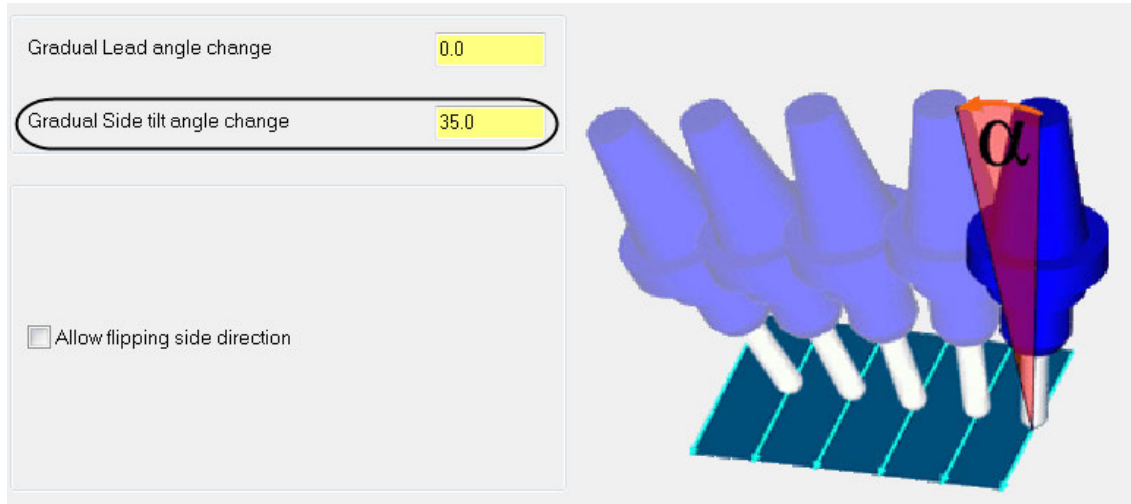 Gradual Lead angle change 0.0
Gradual Side tilt angle change 35.0
α
Allow flipping side direction